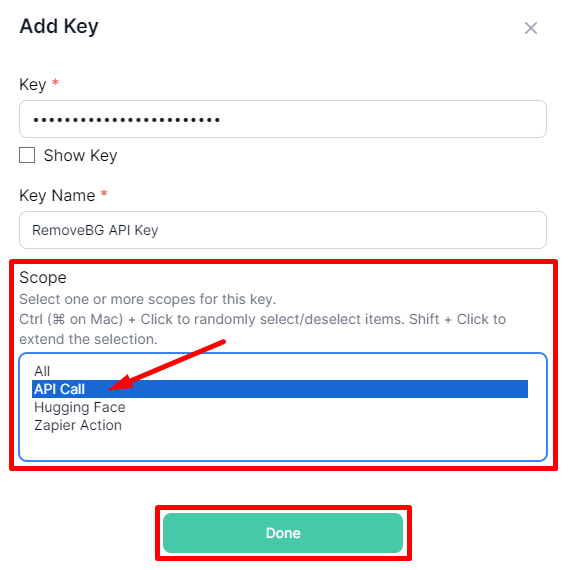 Add Key
Key *
••••••••••••••••••••••••
Show Key
Key Name *
RemoveBG API Key
Scope
Select one or more scopes for this key.
Ctrl (⌘ on Mac) + Click to randomly select/deselect items. Shift + Click to
extend the selection.
All
API Call
Hugging Face
Zapier Action
Done